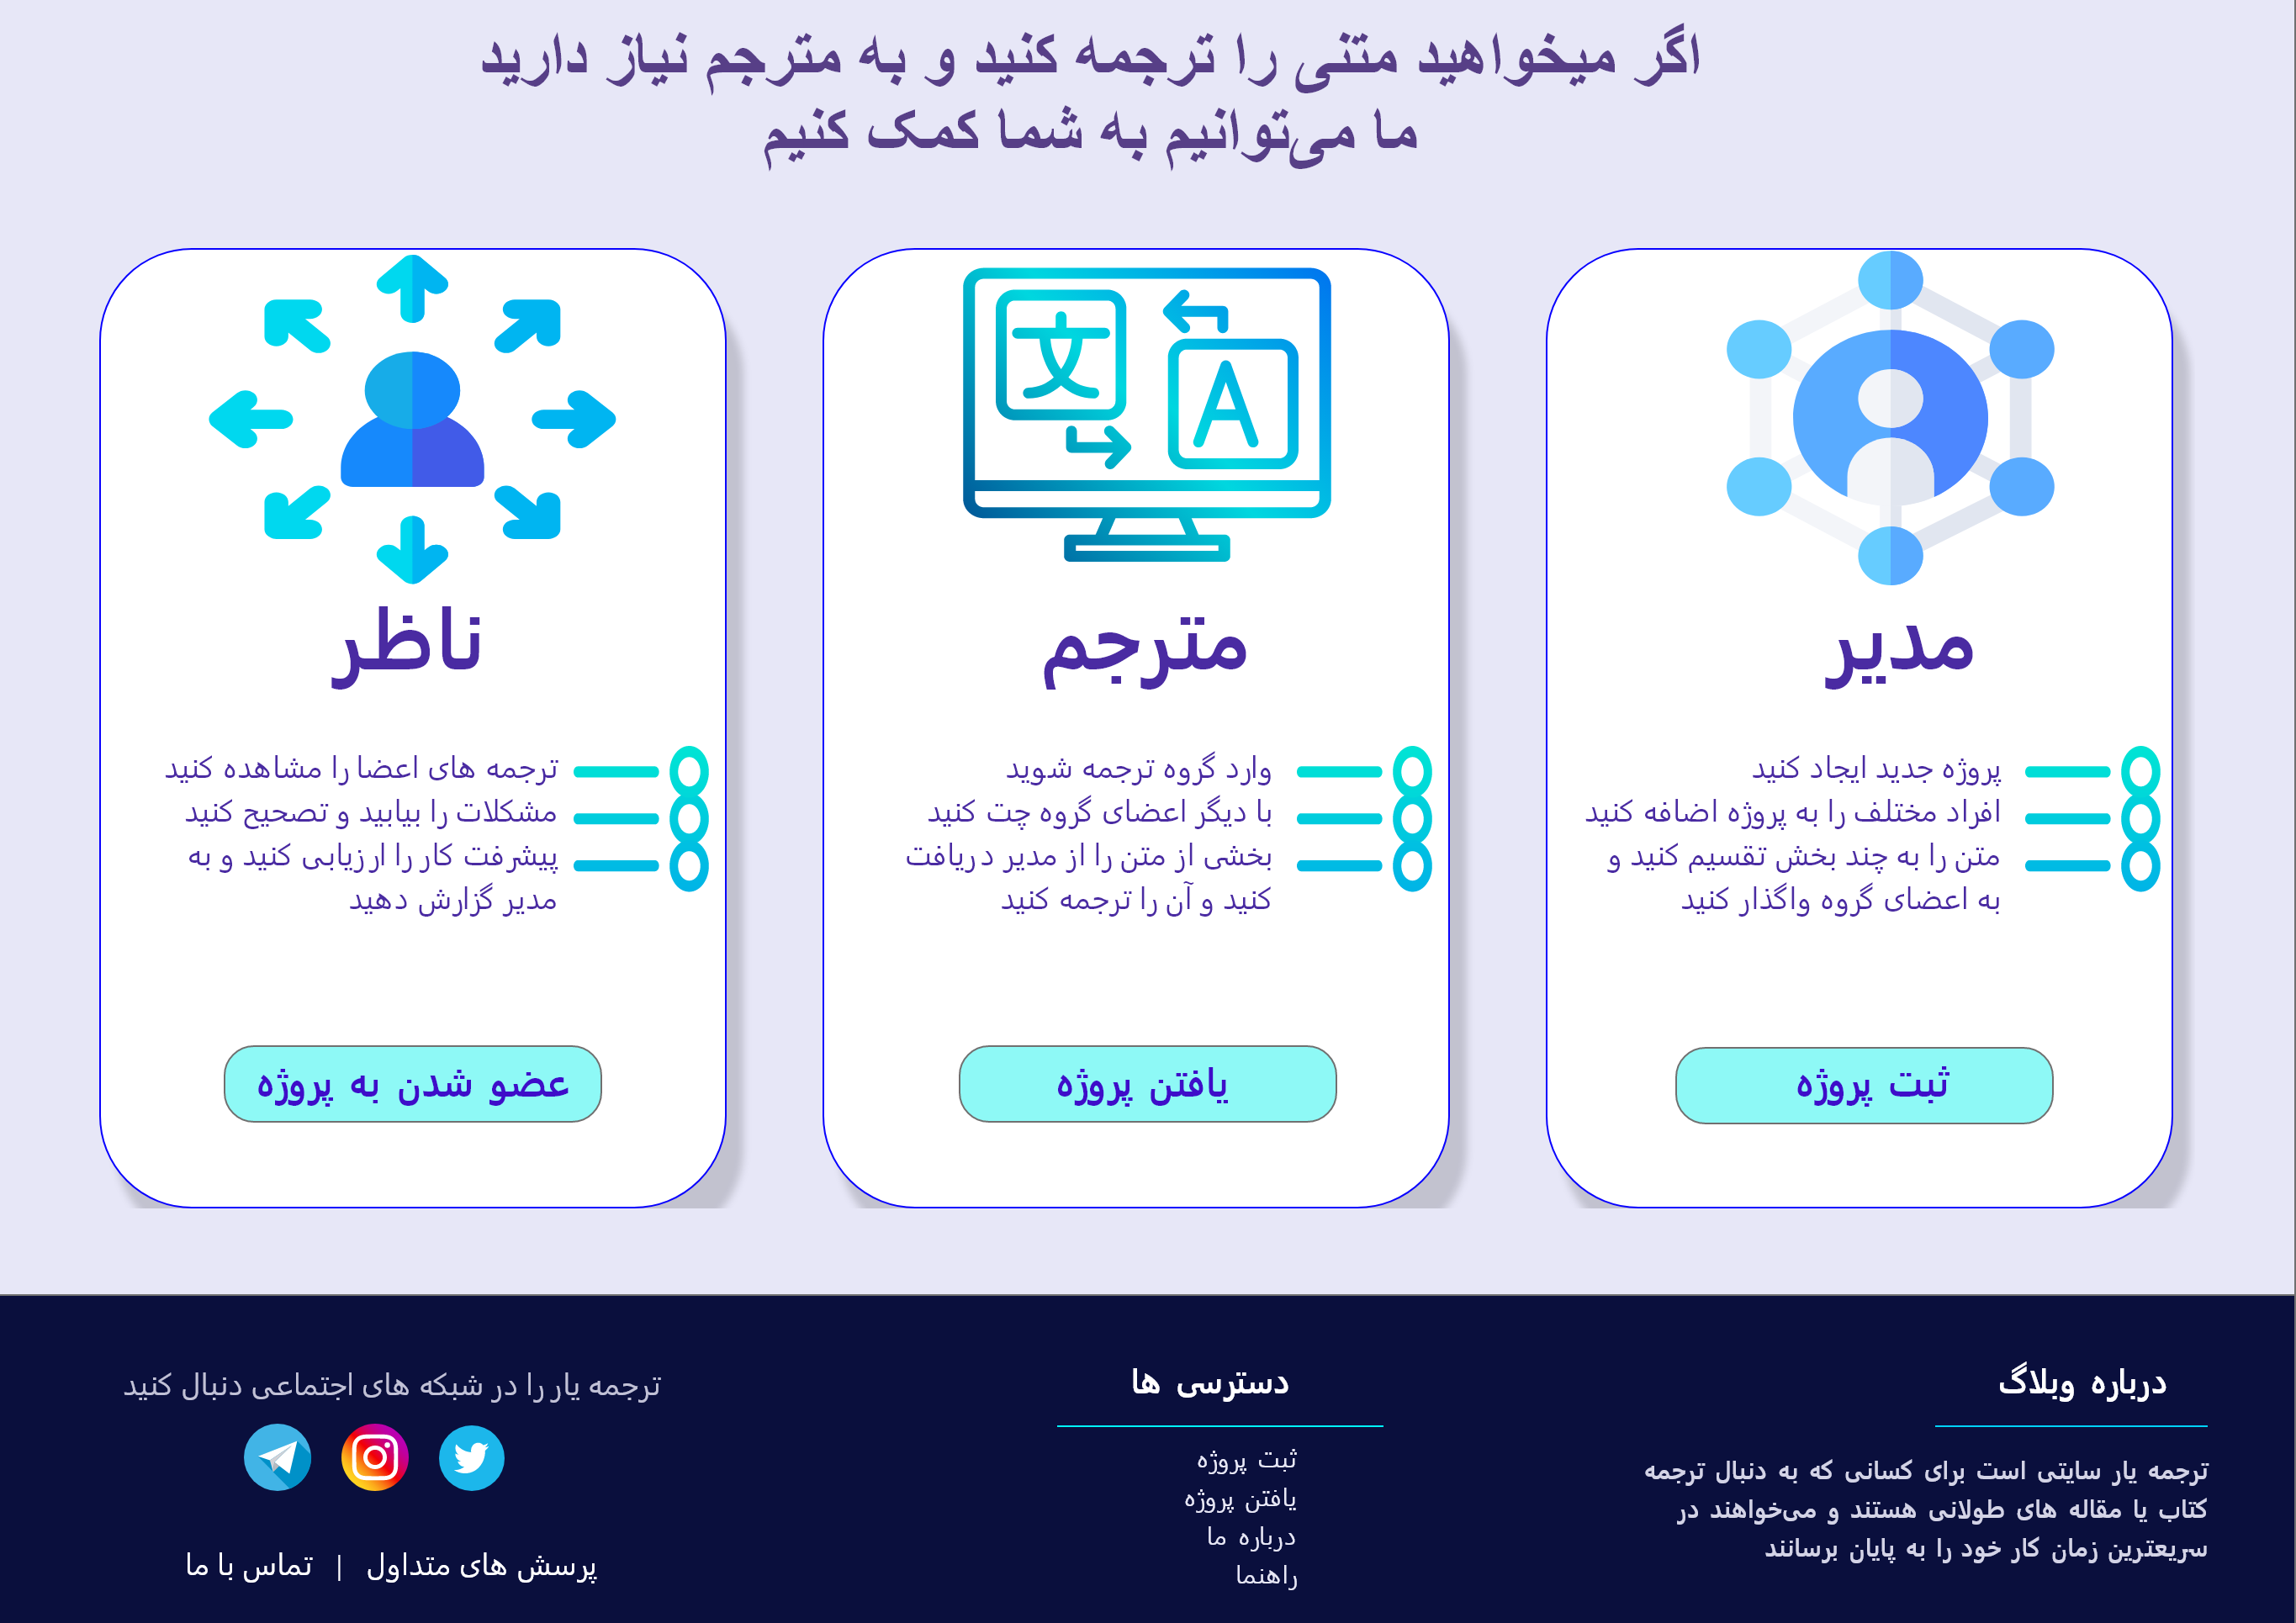 اگر میخواهید متنی را ترجمه کنید و به مترجم نیاز دارید
ما می‌توانیم به شما کمک کنیم
مدیر
پروژه جدید ایجاد کنید
افراد مختلف را به پروژه اضافه کنید
متن را به چند بخش تقسیم کنید و
به اعضای گروه واگذار کنید
ثبت پروژه
文
A
مترجم
وارد گروه ترجمه شوید
با دیگر اعضای گروه چت کنید
بخشی از متن را از مدیر دریافت
کنید و آن را ترجمه کنید
یافتن پروژه
ناظر
ترجمه های اعضا را مشاهده کنید
مشکلات را بیابید و تصحیح کنید
پیشرفت کار را ارزیابی کنید و به
مدیر گزارش دهید
عضو شدن به پروژه
درباره وبلاگ
ترجمه یار سایتی است برای کسانی که به دنبال ترجمه
کتاب یا مقاله های طولانی هستند و می‌خواهند در
سریعترین زمان کار خود را به پایان برسانند
دسترسی ها
ثبت پروژه
یافتن پروژه
درباره ما
راهنما
ترجمه یار را در شبکه های اجتماعی دنبال کنید
پرسش های متداول | تماس با ما